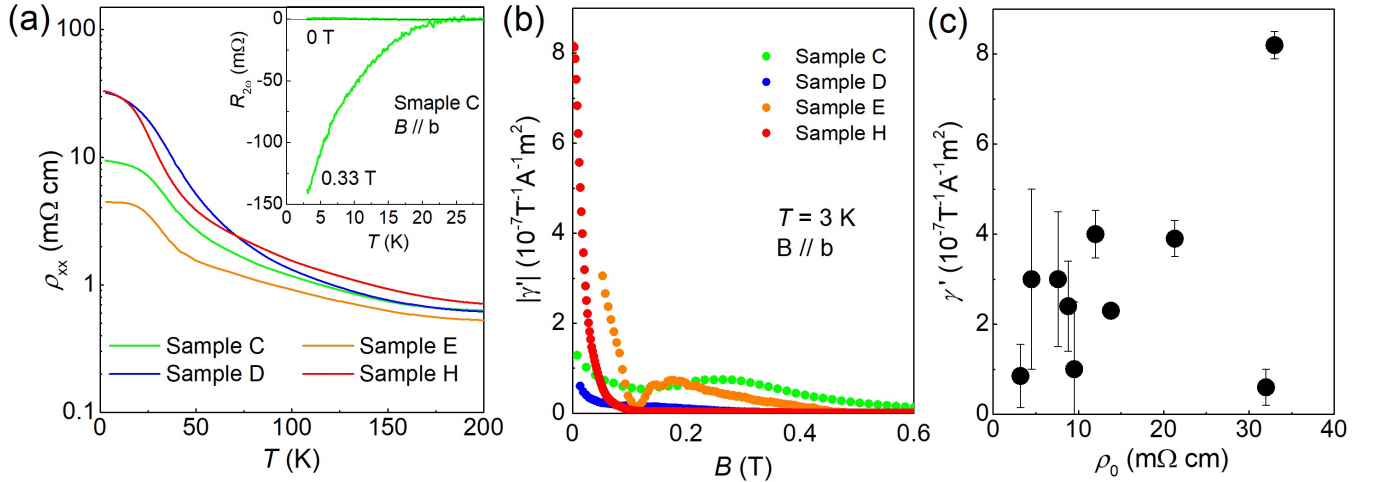 (a)
100
10
1
0.1
ρxx (mΩ cm)
0
50
100
150
200
T (K)
Sample C
Sample E
Sample D
Sample H
0
-50
-100
-150
R2ω (mΩ)
0 T
Smaple C
B // b
0.33 T
0
5
10
15
20
25
T (K)
(b)
8
6
4
2
0
|γ'| (10⁻⁷T⁻¹A⁻¹m²)
Sample C
Sample D
Sample E
Sample H
T = 3 K
B // b
0
0.2
0.4
0.6
B (T)
(c)
8
6
4
2
0
γ' (10⁻⁷T⁻¹A⁻¹m²)
0
10
20
30
40
ρ₀ (mΩ cm)